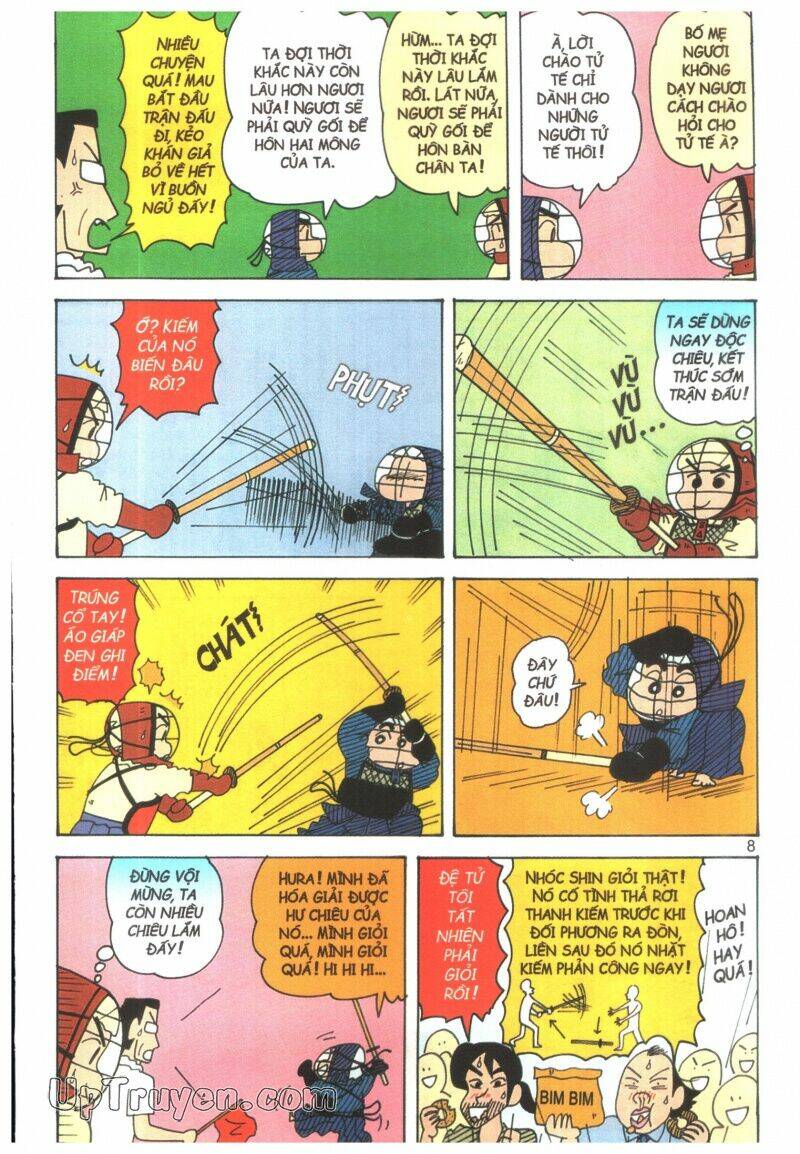 BỐ MẸ
NGƯƠI
KHÔNG
DẠY NGƯƠI
CÁCH CHÀO
HỎI CHO
TỬ TẾ À?
À, LỜI
CHÀO TỬ
TẾ CHỈ
DÀNH CHO
NHỮNG
NGƯỜI TỬ
TẾ THÔI!
HỪM... TA ĐỢI
THỜI KHẮC
NÀY LÂU LẮM
RỒI. LÁT NỮA,
NGƯƠI SẼ PHẢI
QUỲ GỐI ĐỂ
HÔN BÀN
CHÂN TA!
TA ĐỢI THỜI
KHẮC NÀY CÒN
LÂU HƠN NGƯƠI
NỮA! NGƯƠI SẼ
PHẢI QUỲ GỐI ĐỂ
HÔN HAI MÔNG
CỦA TA.
NHIỀU
CHUYỆN
QUÁ! MAU
BẮT ĐẦU
TRẬN ĐẤU
ĐI, KẺO
KHÁN GIẢ
BỎ VỀ HẾT
VÌ BUỒN
NGỦ ĐẤY!
TA SẼ DÙNG
NGAY ĐỘC
CHIÊU, KẾT
THÚC SỚM
TRẬN ĐẤU!
VÙ
VÙ
VÙ...
Ơ? KIẾM
CỦA NÓ
BIẾN ĐÂU
RỒI?
PHỤT!
ĐÂY
CHỨ
ĐÂU!
TRÚNG
CỔ TAY!
ÁO GIÁP
ĐEN GHI
ĐIỂM!
CHÁT!
8
HOAN
HÔ! HAY
QUÁ!
NHÓC SHIN GIỎI THẬT!
NÓ CỐ TÌNH THẢ RƠI
THANH KIẾM TRƯỚC KHI
ĐỐI PHƯƠNG RA ĐÒN,
LIỀN SAU ĐÓ NÓ NHẶT
KIẾM PHẢN CÔNG NGAY!
ĐỆ TỬ
TÔI
TẤT
NHIÊN
PHẢI
GIỎI
RỒI!
BIM BIM
HURA! MÌNH ĐÃ
HÓA GIẢI ĐƯỢC
HƯ CHIÊU CỦA
NÓ... MÌNH GIỎI
QUÁ, MÌNH GIỎI
QUÁ! HI HI HI...
ĐỪNG VỘI
MỪNG, TA
CÒN NHIỀU
CHIÊU LẮM
ĐẤY!
UpTruyen.com